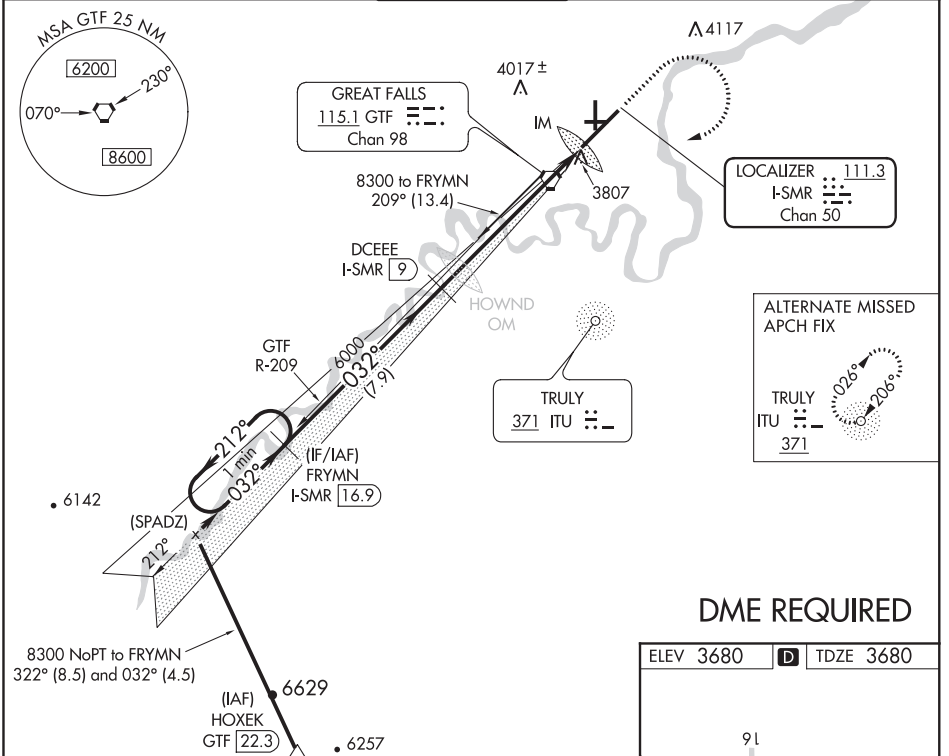 MSA GTF 25 NM
6200
230°
070°
8600
4117
4017±
GREAT FALLS
115.1 GTF
Chan 98
IM
3807
LOCALIZER 111.3
I-SMR
Chan 50
8300 to FRYMN
209° (13.4)
DCEEE
I-SMR 9
HOWND
OM
GTF
R-209
6000
032°
(7.9)
TRULY
371 ITU
ALTERNATE MISSED
APCH FIX
026°
206°
TRULY
ITU
371
212°
1 min
032°
(IF/IAF)
FRYMN
I-SMR 16.9
6142
(SPADZ)
212°
8300 NoPT to FRYMN
322° (8.5) and 032° (4.5)
6629
(IAF)
HOXEK
GTF 22.3
6257
DME REQUIRED
ELEV 3680 D TDZE 3680
16